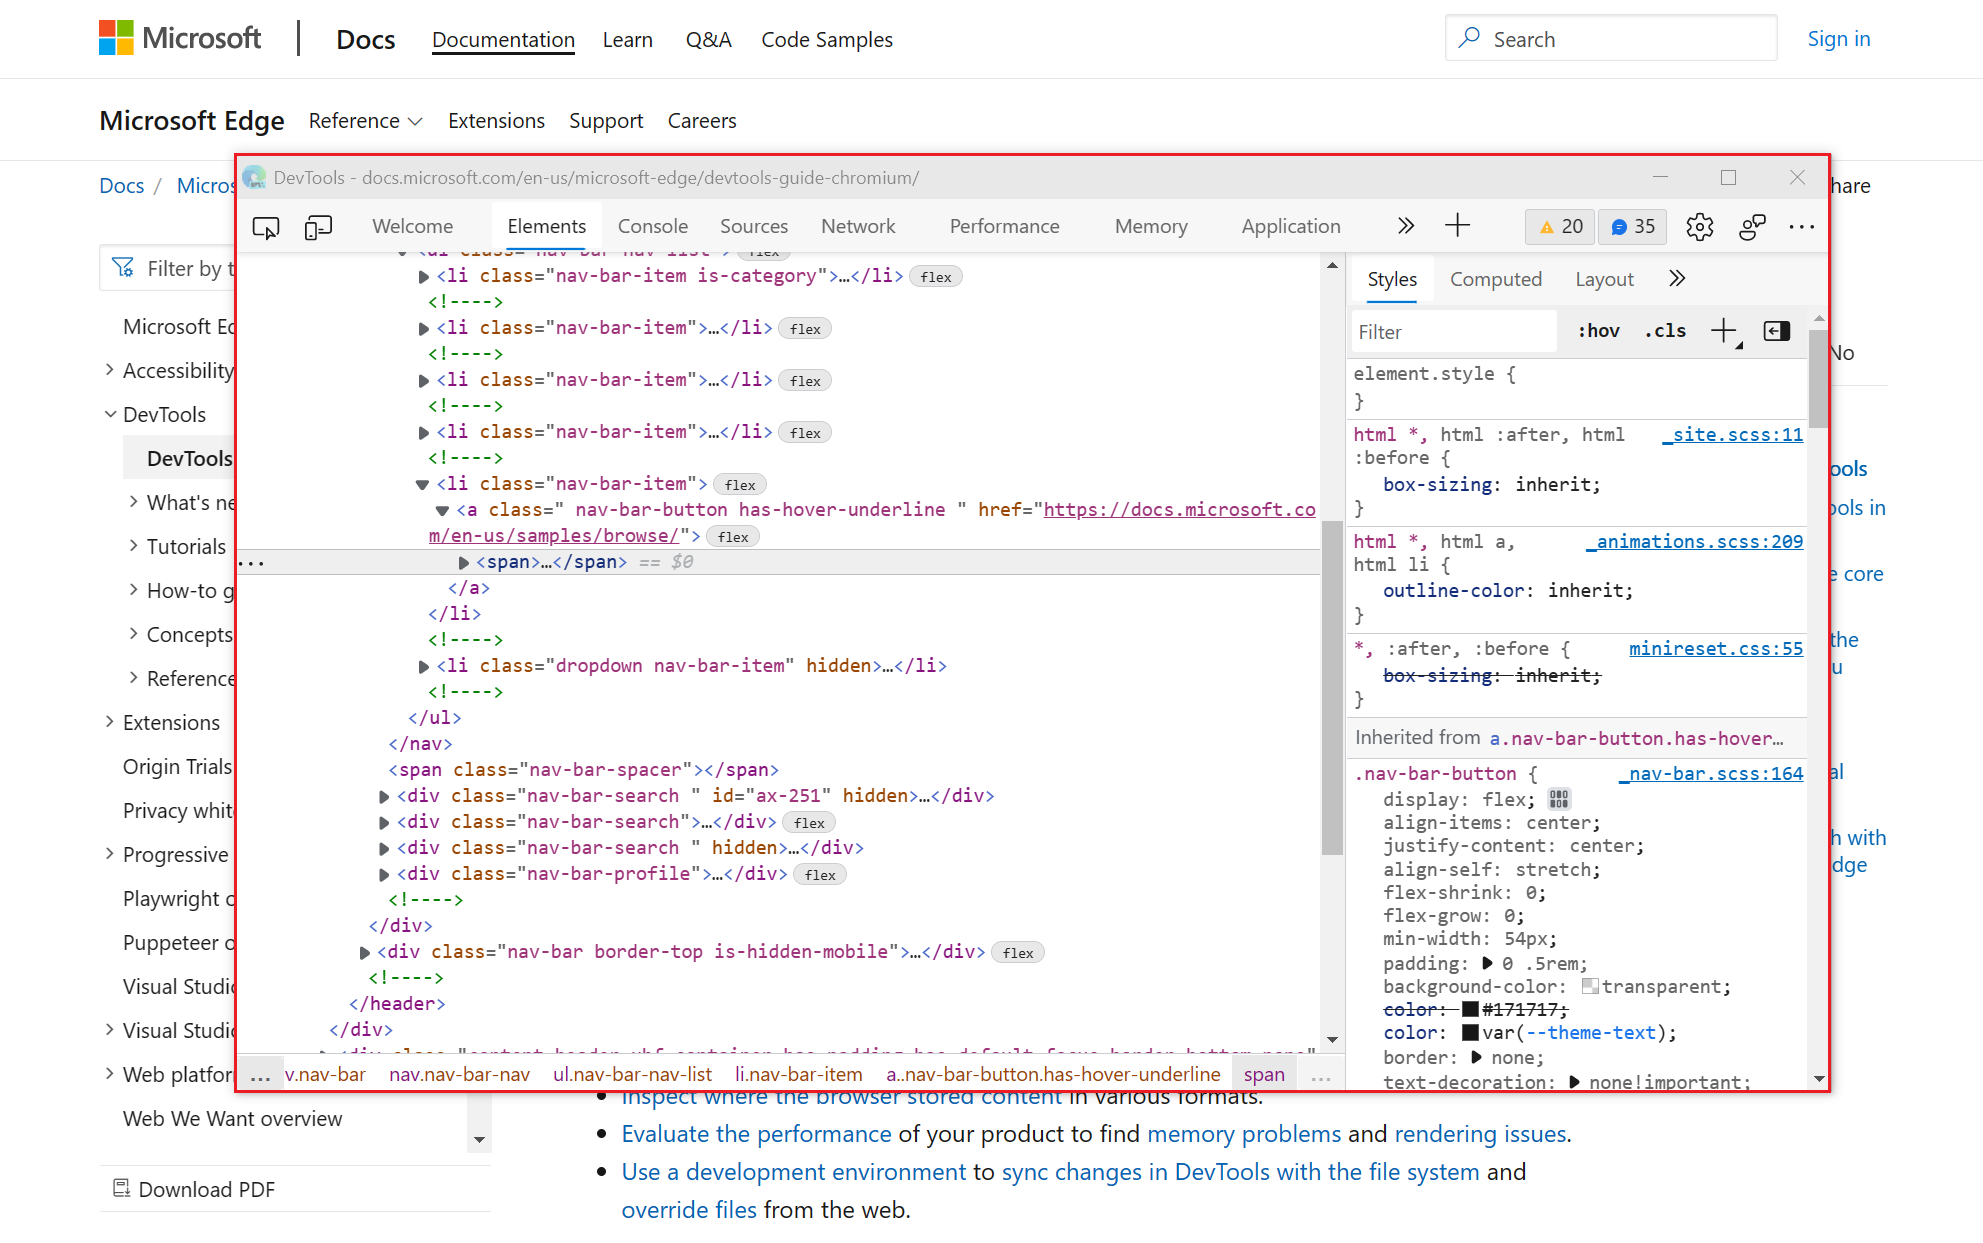 Microsoft | Docs Documentation Learn Q&A Code Samples Search Sign in
Microsoft Edge Reference Extensions Support Careers
Docs / Micros
hare
DevTools - docs.microsoft.com/en-us/microsoft-edge/devtools-guide-chromium/
Welcome Elements Console Sources Network Performance Memory Application 20 35
Filter by t
Microsoft Ed
Accessibility
DevTools
DevTools
What's ne
Tutorials
How-to g
Concepts
Reference
Extensions
Origin Trials
Privacy white
Progressive
Playwright o
Puppeteer o
Visual Studio
Visual Studio
Web platfor
Web We Want overview
Download PDF
<ul class="nav-bar-nav-list"> flex
<li class="nav-bar-item is-category">…</li> flex
<!---->
<li class="nav-bar-item">…</li> flex
<!---->
<li class="nav-bar-item">…</li> flex
<!---->
<li class="nav-bar-item">…</li> flex
<!---->
<li class="nav-bar-item"> flex
<a class=" nav-bar-button has-hover-underline " href="https://docs.microsoft.co
m/en-us/samples/browse/"> flex
... <span>…</span> == $0
</a>
</li>
<!---->
<li class="dropdown nav-bar-item" hidden>…</li>
<!---->
</ul>
</nav>
<span class="nav-bar-spacer"></span>
<div class="nav-bar-search " id="ax-251" hidden>…</div>
<div class="nav-bar-search">…</div> flex
<div class="nav-bar-search " hidden>…</div>
<div class="nav-bar-profile">…</div> flex
<!---->
</div>
<div class="nav-bar border-top is-hidden-mobile">…</div> flex
<!---->
</header>
</div>
... v.nav-bar nav.nav-bar-nav ul.nav-bar-nav-list li.nav-bar-item a..nav-bar-button.has-hover-underline span ...
Styles Computed Layout
Filter :hov .cls
element.style {
}
html *, html :after, html _site.scss:11
:before {
box-sizing: inherit;
}
html *, html a, _animations.scss:209
html li {
outline-color: inherit;
}
*, :after, :before { minireset.css:55
box-sizing: inherit;
}
Inherited from a.nav-bar-button.has-hover…
.nav-bar-button { _nav-bar.scss:164
display: flex;
align-items: center;
justify-content: center;
align-self: stretch;
flex-shrink: 0;
flex-grow: 0;
min-width: 54px;
padding: 0 .5rem;
background-color: transparent;
color: #171717;
color: var(--theme-text);
border: none;
text-decoration: none!important;
No
ools
ools in
e core
the
u
al
h with
dge
Inspect where the browser stored content in various formats.
Evaluate the performance of your product to find memory problems and rendering issues.
Use a development environment to sync changes in DevTools with the file system and
override files from the web.